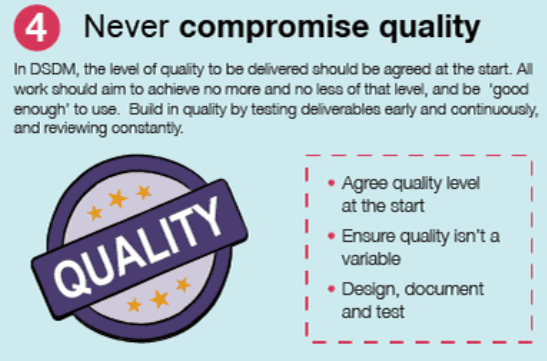 4 Never compromise quality
In DSDM, the level of quality to be delivered should be agreed at the start. All
work should aim to achieve no more and no less of that level, and be 'good
enough' to use. Build in quality by testing deliverables early and continuously,
and reviewing constantly.
QUALITY
• Agree quality level
at the start
• Ensure quality isn't a
variable
• Design, document
and test